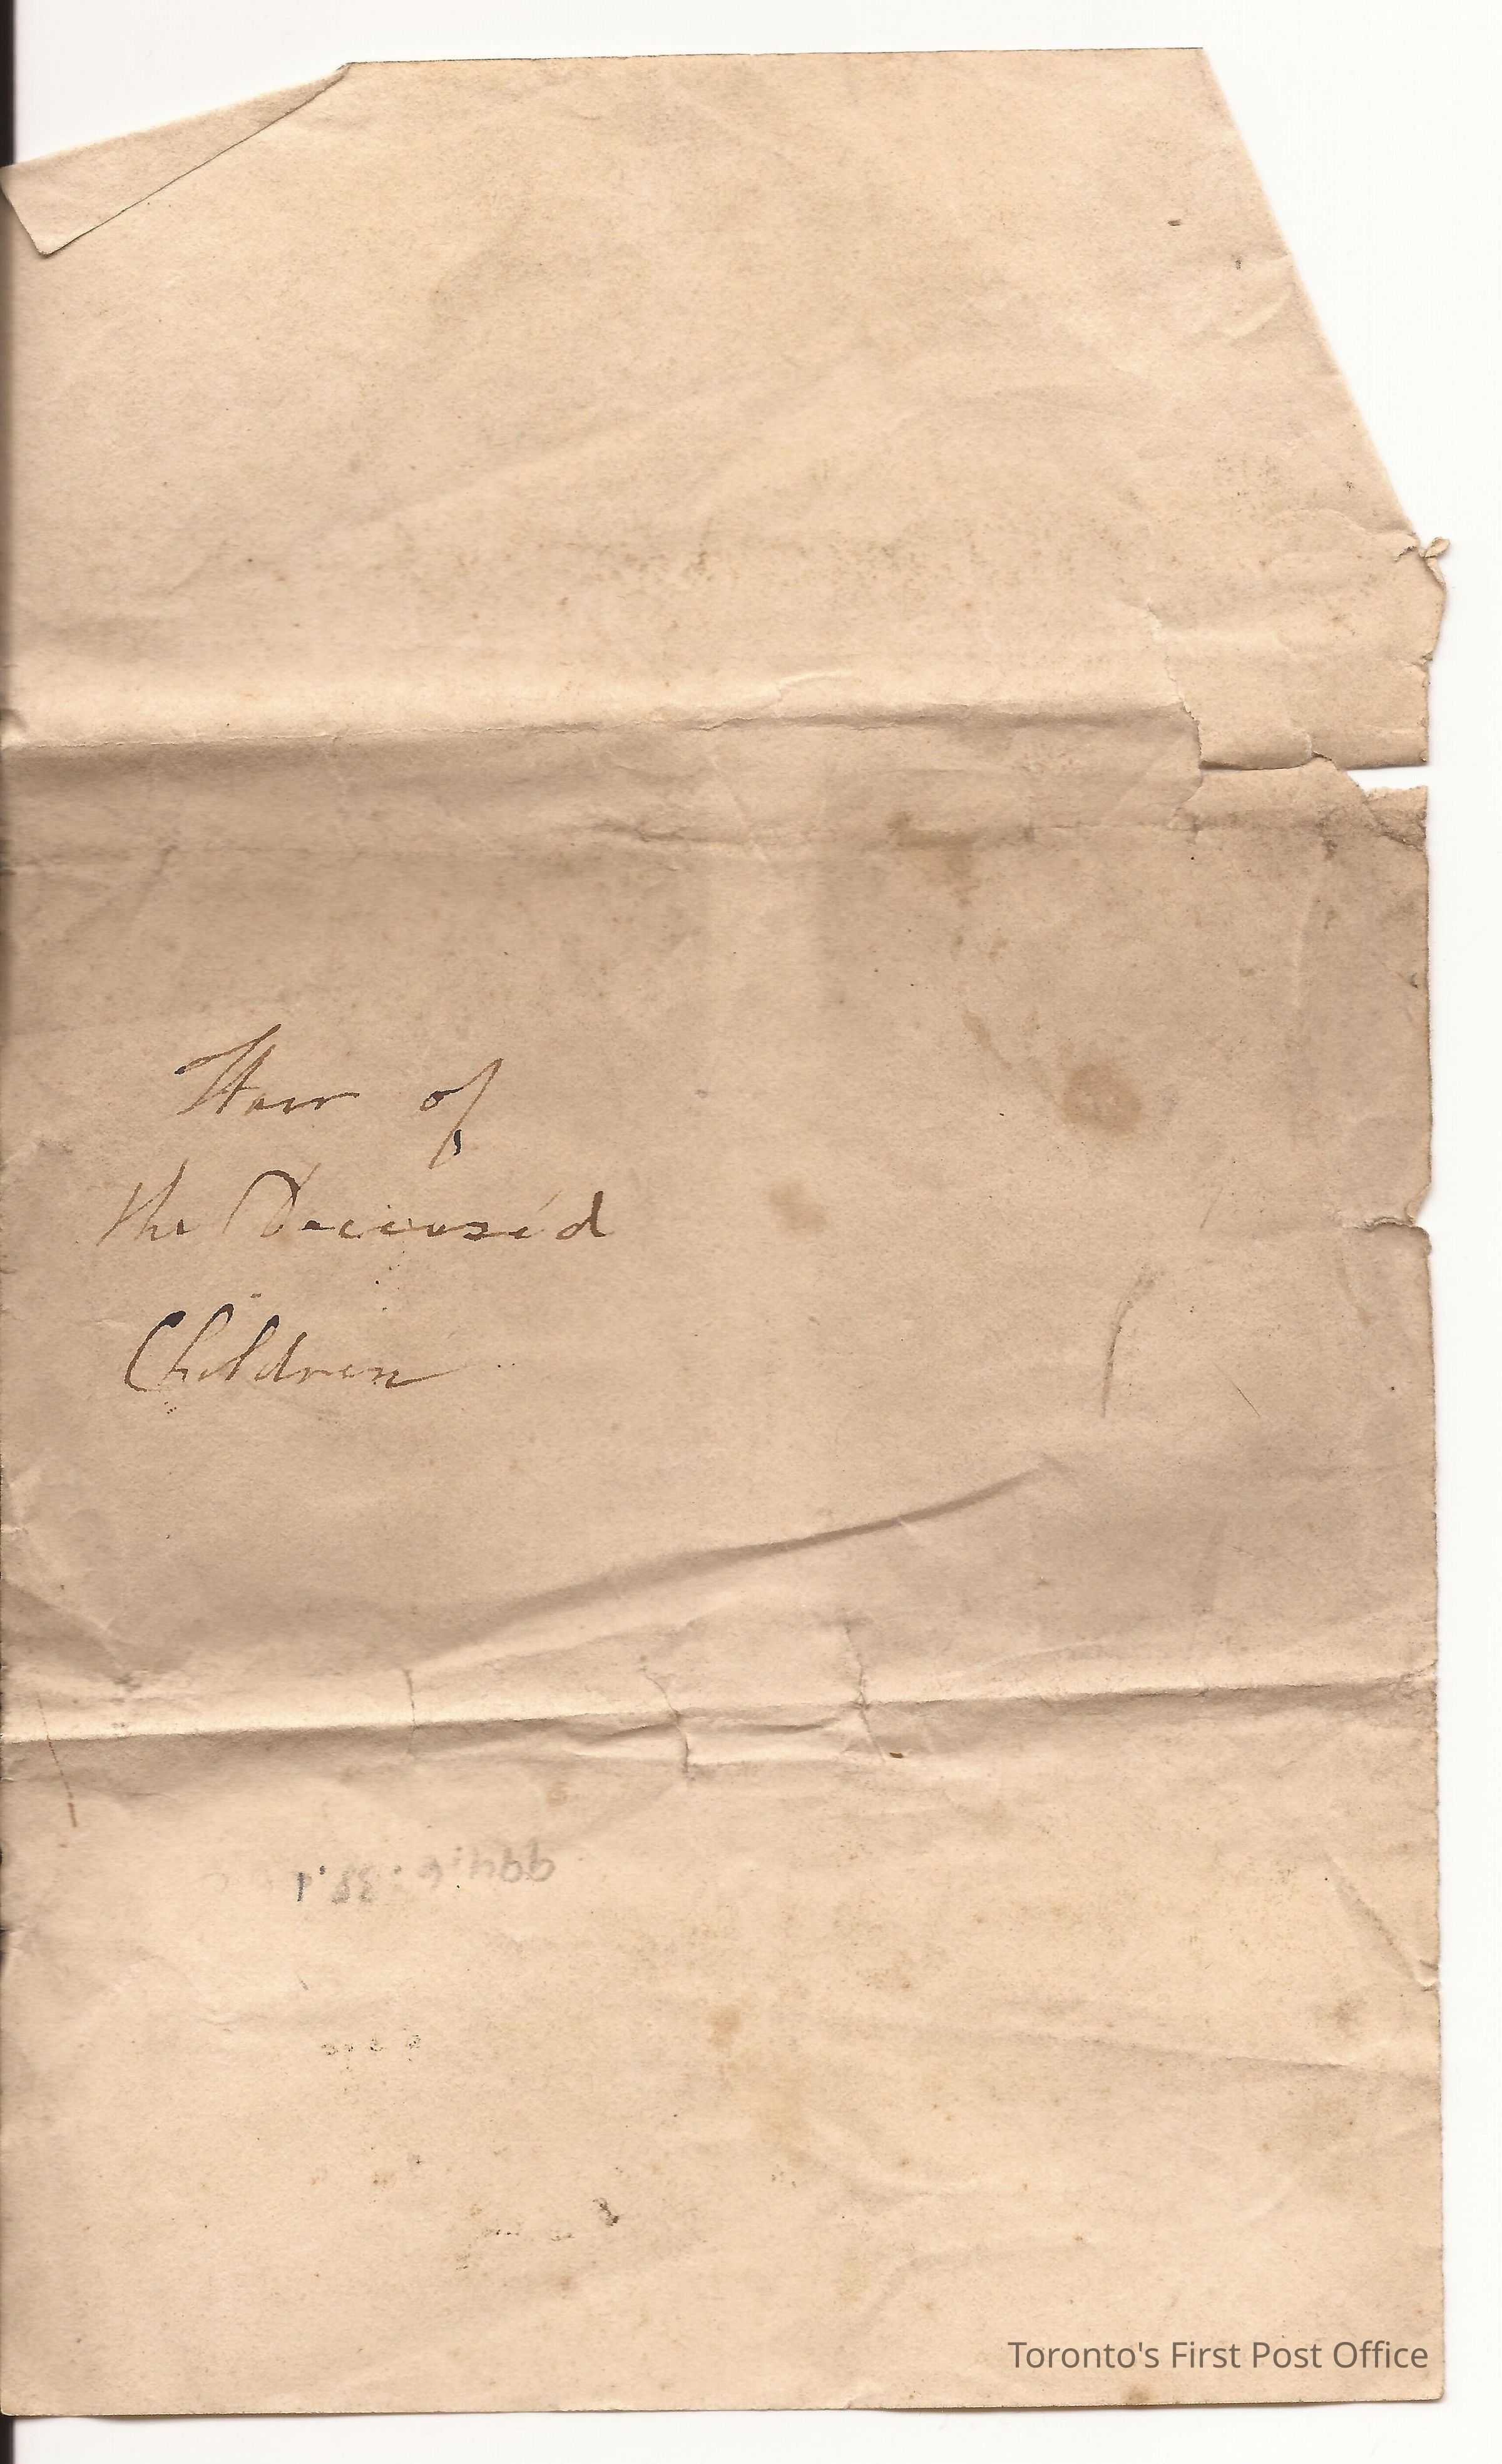 Hair of
the Deceased
Children
Toronto's First Post Office